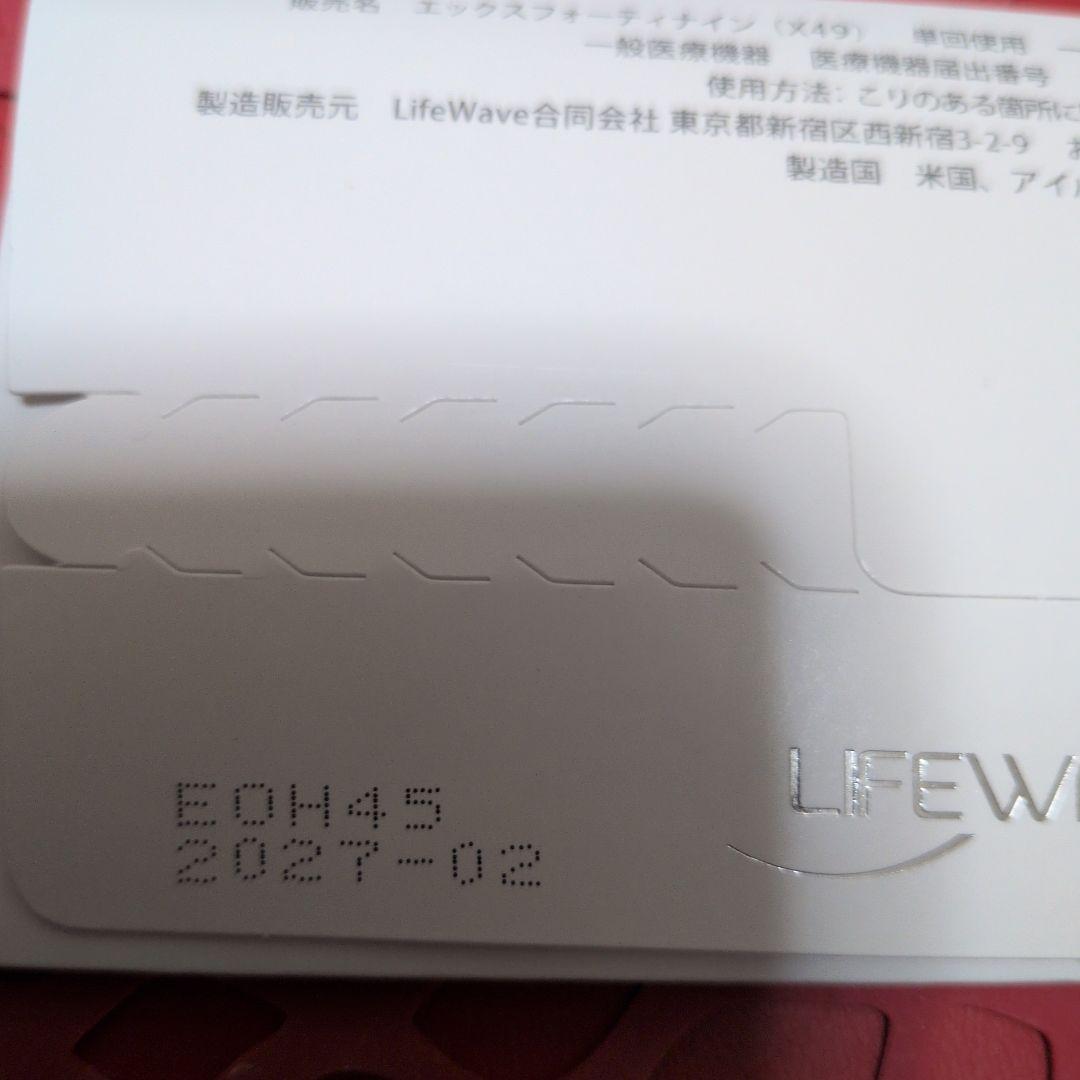 販売名 エックスフォーティナイン（X49） 単回使用 一
一般医療機器 医療機器届出番号
使用方法：こりのある箇所に
製造販売元 LifeWave合同会社 東京都新宿区西新宿3-2-9 お
製造国 米国、アイル
LIFEW
EOH45
2027-02